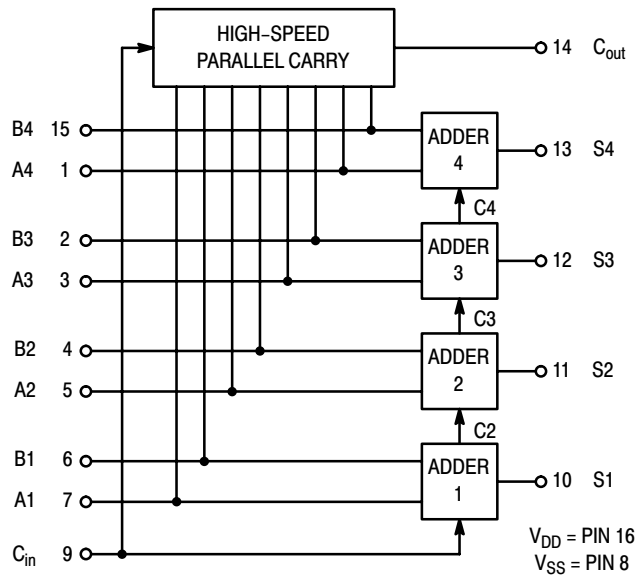 HIGH–SPEED
PARALLEL CARRY
14 Cout
B4 15
A4 1
ADDER
4
13 S4
C4
B3 2
A3 3
ADDER
3
12 S3
C3
B2 4
A2 5
ADDER
2
11 S2
C2
B1 6
A1 7
ADDER
1
10 S1
Cin 9
VDD = PIN 16
VSS = PIN 8